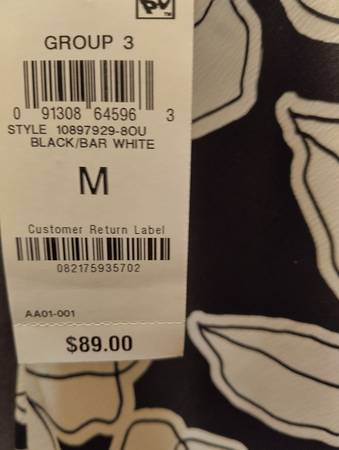 GROUP 3
0 91308 64596 3
STYLE 10897929-8OU
BLACK/BAR WHITE
M
Customer Return Label
082175935702
AA01-001
$89.00